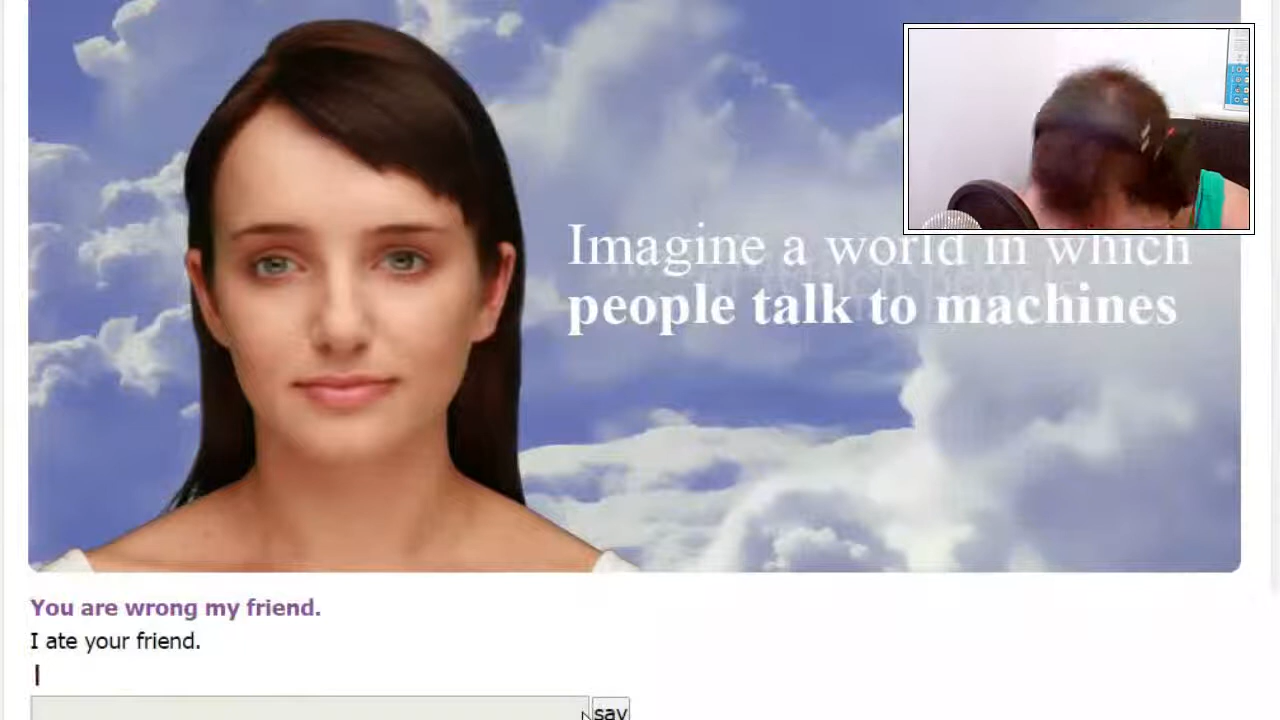 Imagine a world in which
people talk to machines
You are wrong my friend.
I ate your friend.
say